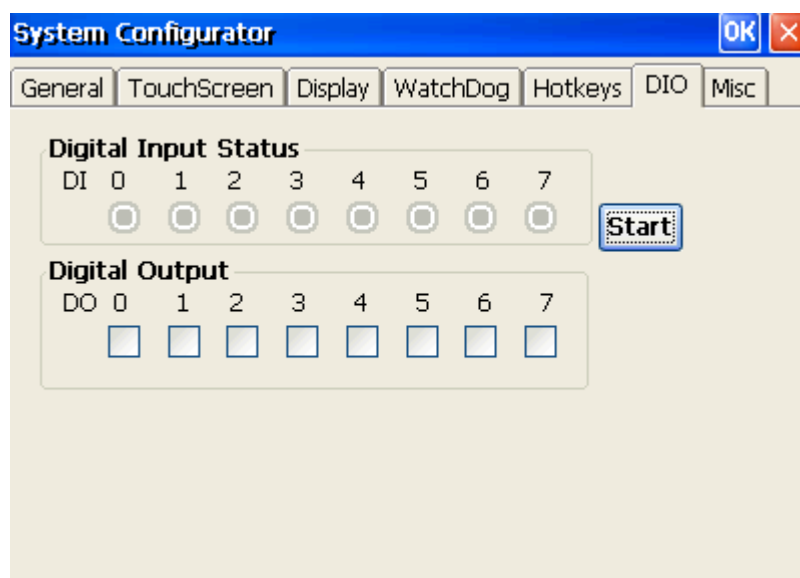 System Configurator OK
General TouchScreen Display WatchDog Hotkeys DIO Misc
Digital Input Status
DI 0 1 2 3 4 5 6 7
Start
Digital Output
DO 0 1 2 3 4 5 6 7